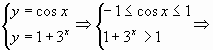 {y = cos x ⇒ {−1 ≤ cos x ≤ 1 ⇒
{y = 1 + 3^x {1 + 3^x > 1